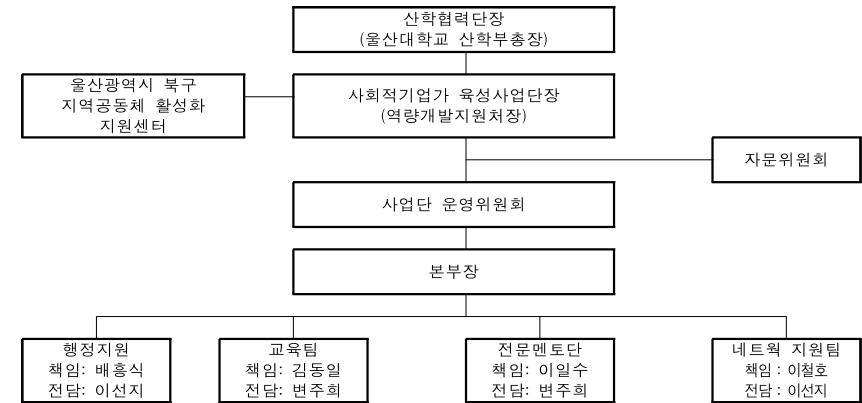 산학협력단장
(울산대학교 산학부총장)
울산광역시 북구
지역공동체 활성화
지원센터
사회적기업가 육성사업단장
(역량개발지원처장)
자문위원회
사업단 운영위원회
본부장
행정지원
책임: 배흥식
전담: 이선지
교육팀
책임: 김동일
전담: 변주희
전문멘토단
책임: 이일수
전담: 변주희
네트웍 지원팀
책임 : 이철호
전담 : 이선지